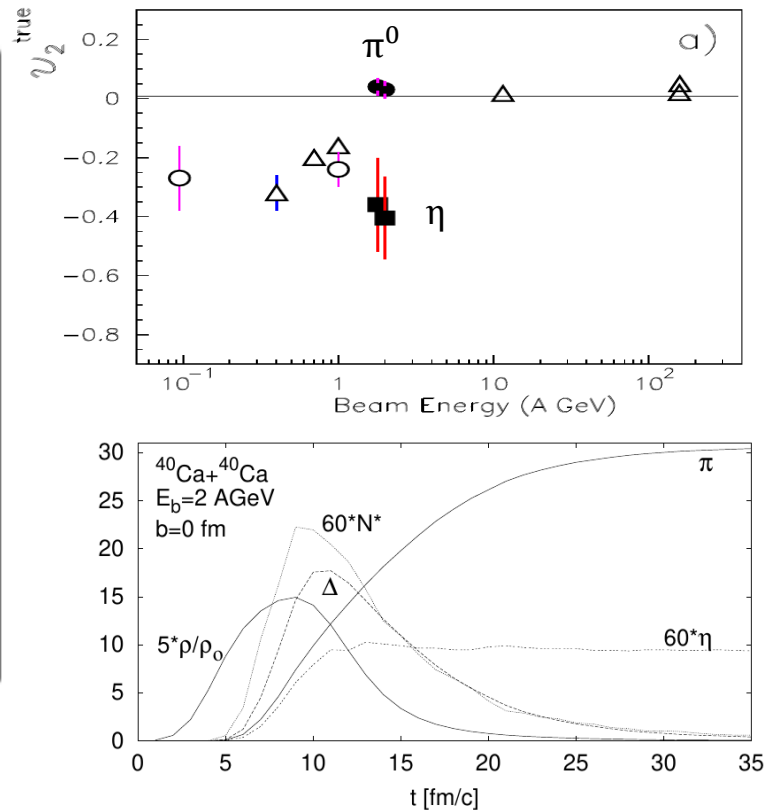 υ₂ᵗʳᵘᵉ
π⁰
a)
0.2
0
−0.2
−0.4
−0.6
−0.8
η
10⁻¹ 1 10 10²
Beam Energy (A GeV)
⁴⁰Ca+⁴⁰Ca
E_b=2 AGeV
b=0 fm
π
60*N*
Δ
5*ρ/ρ₀
60*η
30
25
20
15
10
5
0
0 5 10 15 20 25 30 35
t [fm/c]